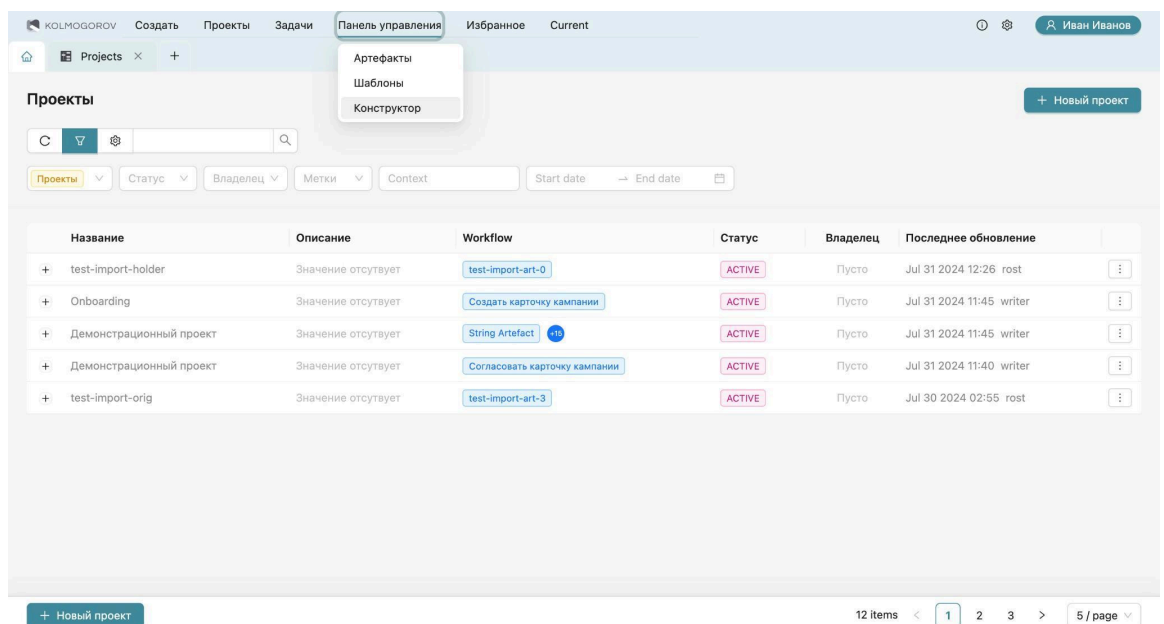 KOLMOGOROV Создать Проекты Задачи Панель управления Избранное Current Иван Иванов
Projects × +
Артефакты
Шаблоны
Конструктор
Проекты
+ Новый проект
Проекты Статус Владелец Метки Context Start date → End date
Название Описание Workflow Статус Владелец Последнее обновление
+ test-import-holder Значение отсутвует test-import-art-0 ACTIVE Пусто Jul 31 2024 12:26 rost
+ Onboarding Значение отсутвует Создать карточку кампании ACTIVE Пусто Jul 31 2024 11:45 writer
+ Демонстрационный проект Значение отсутвует String Artefact +15 ACTIVE Пусто Jul 31 2024 11:45 writer
+ Демонстрационный проект Значение отсутвует Согласовать карточку кампании ACTIVE Пусто Jul 31 2024 11:40 writer
+ test-import-orig Значение отсутвует test-import-art-3 ACTIVE Пусто Jul 30 2024 02:55 rost
+ Новый проект 12 items < 1 2 3 > 5 / page